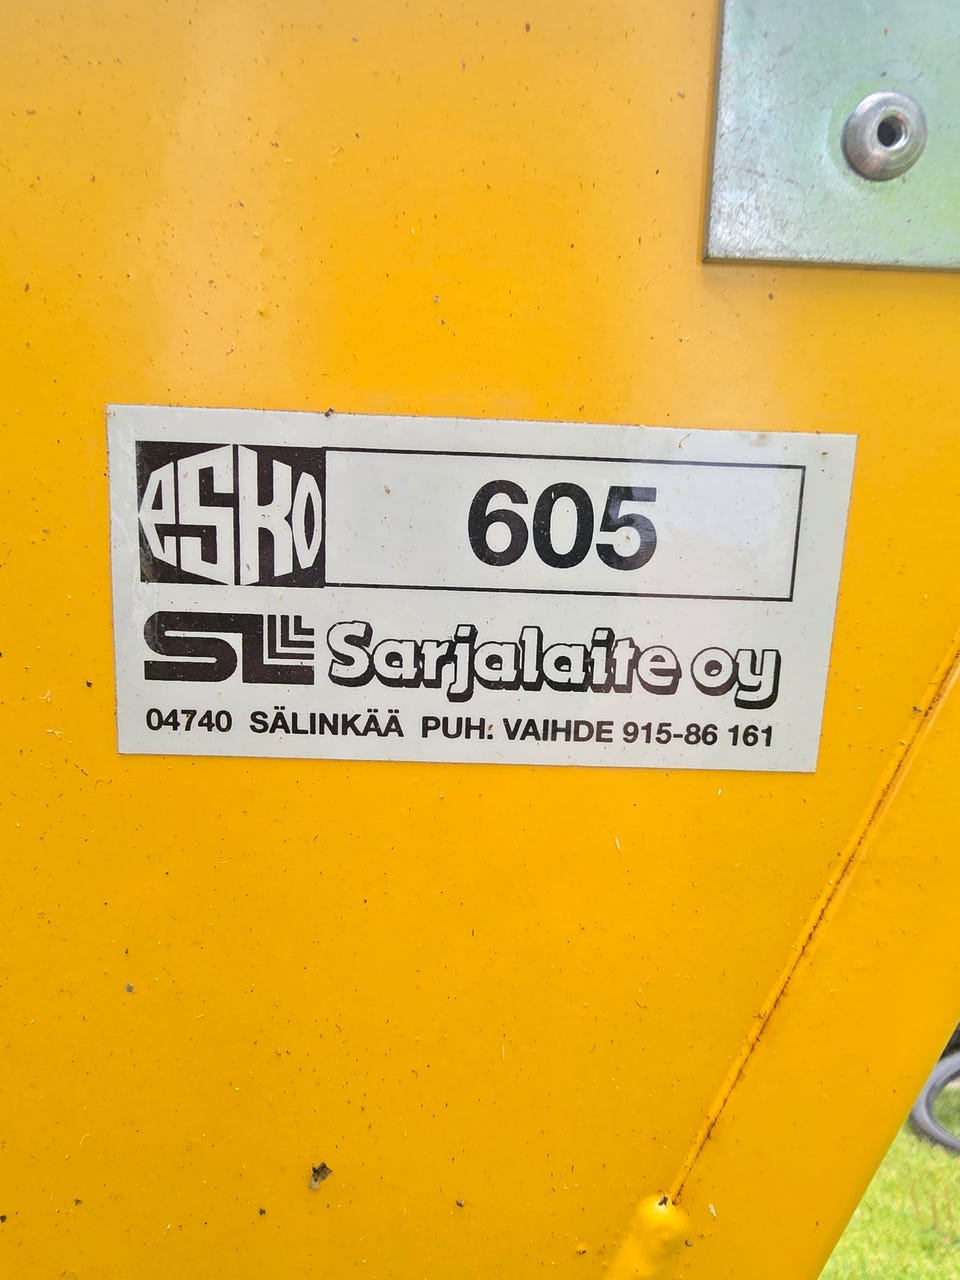 esko 605
SL Sarjalaite oy
04740 SÄLINKÄÄ PUH. VAIHDE 915-86 161